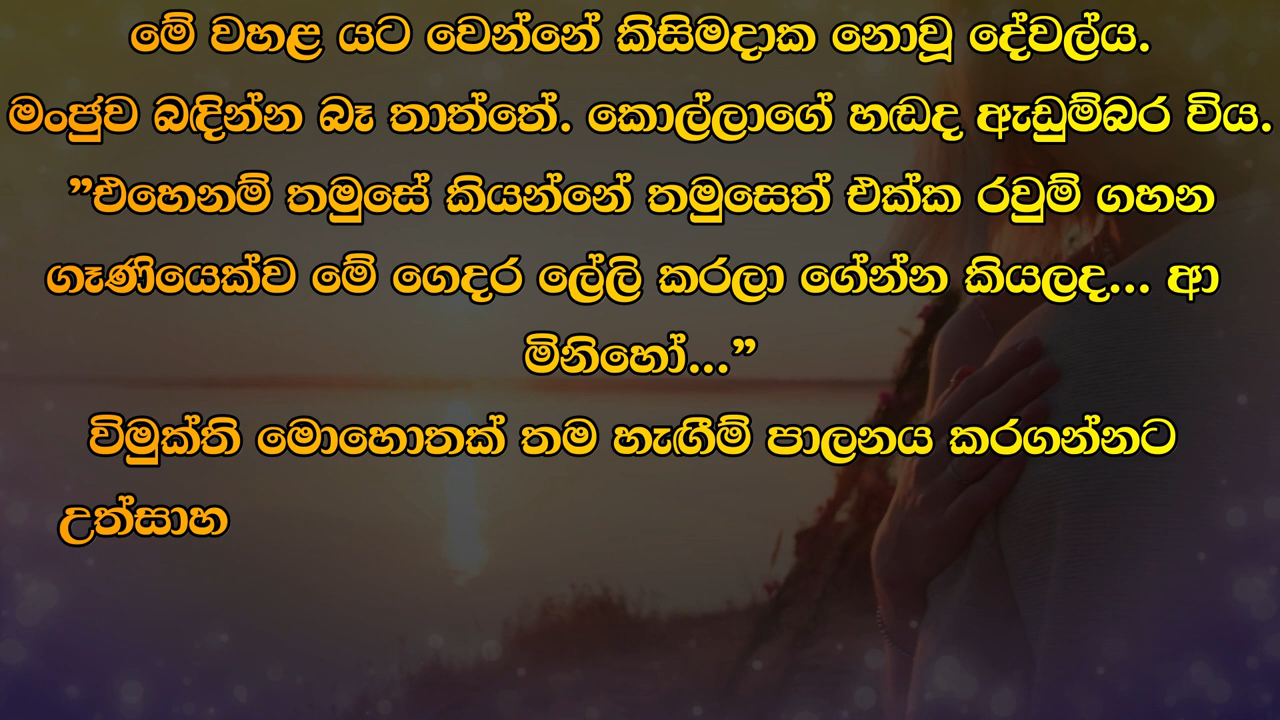 මේ වහළ යට වෙන්නේ කිසිමදාක නොවූ දේවල්ය.
මංජුව බඳින්න බෑ තාත්තේ. කොල්ලාගේ හඬද ඇඬුම්බර විය.
”එහෙනම් තමුසේ කියන්නේ තමුසෙත් එක්ක රවුම් ගහන
ගෑණියෙක්ව මේ ගෙදර ලේලි කරලා ගේන්න කියලද... ආ
මිනිහෝ...”
විමුක්ති මොහොතක් තම හැඟීම් පාලනය කරගන්නට
උත්සාහ